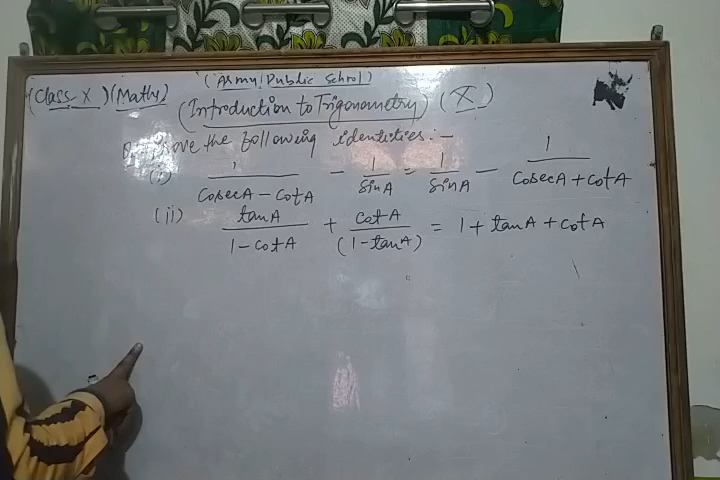 (Army Public School)
(Class X) (Maths)
(Introduction to Trigonometry) (X)
Q. Prove the following identities:-
(i) 1/(CosecA - CotA) - 1/SinA = 1/SinA - 1/(CosecA + CotA)
(ii) tanA/(1 - CotA) + CotA/(1 - tanA) = 1 + tanA + CotA